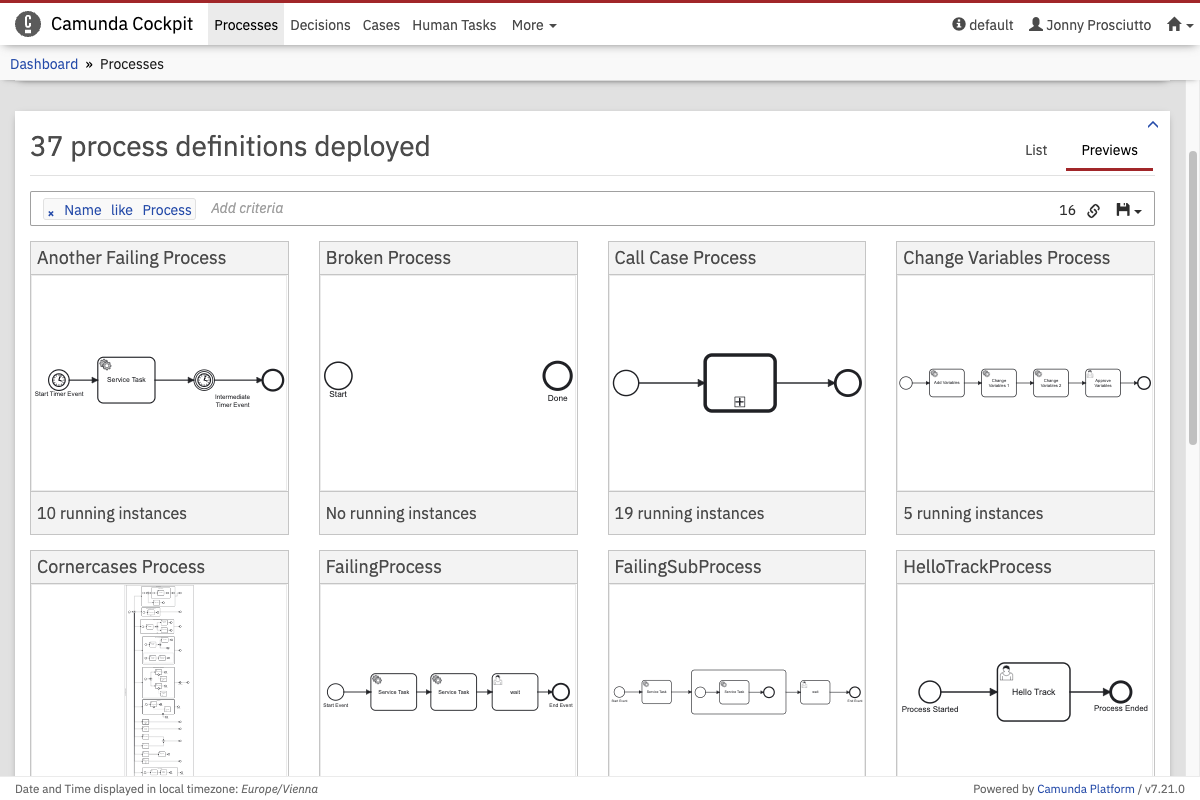 Camunda Cockpit Processes Decisions Cases Human Tasks More default Jonny Prosciutto
Dashboard » Processes
37 process definitions deployed
List Previews
× Name like Process Add criteria 16
Another Failing Process
Start Timer Event
Service Task
Intermediate
Timer Event
10 running instances
Broken Process
Start
Done
No running instances
Call Case Process
19 running instances
Change Variables Process
Add Variables
Change
Variables 1
Change
Variables 2
Approve
Variables
5 running instances
Cornercases Process
FailingProcess
Start Event
Service Task
Service Task
wait
End Event
FailingSubProcess
Start Event
Service Task
Service Task
wait
End Event
HelloTrackProcess
Process Started
Hello Track
Process Ended
Date and Time displayed in local timezone: Europe/Vienna
Powered by Camunda Platform / v7.21.0